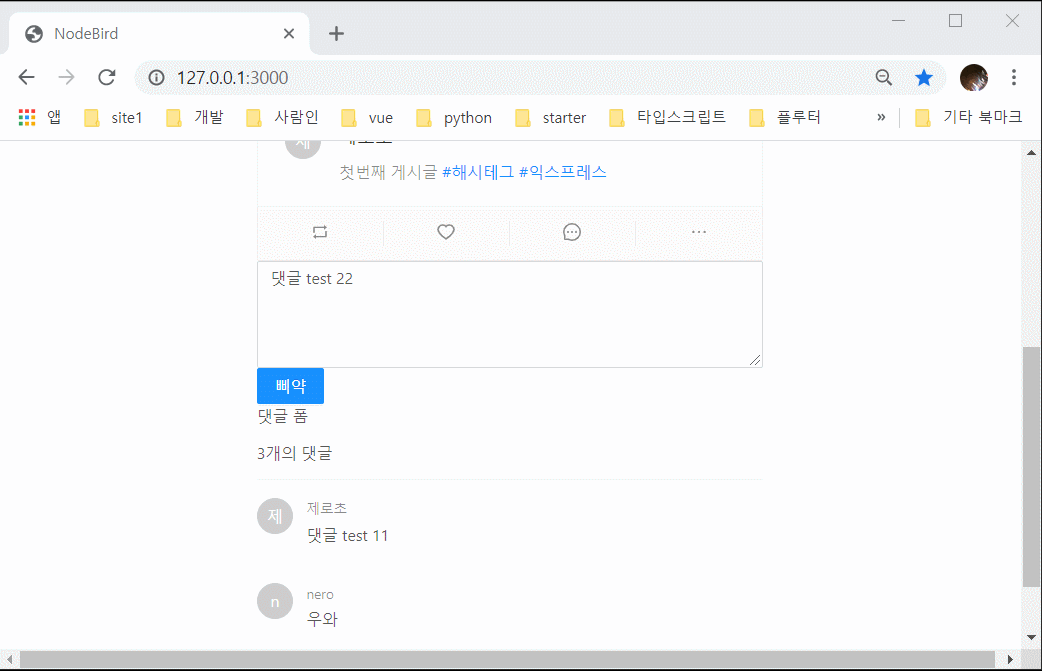 NodeBird
127.0.0.1:3000
앱 site1 개발 사람인 vue python starter 타입스크립트 플루터 » 기타 북마크
첫번째 게시글 #해시테그 #익스프레스
댓글 test 22
삐약
댓글 폼
3개의 댓글
제 제로초
댓글 test 11
n nero
우와